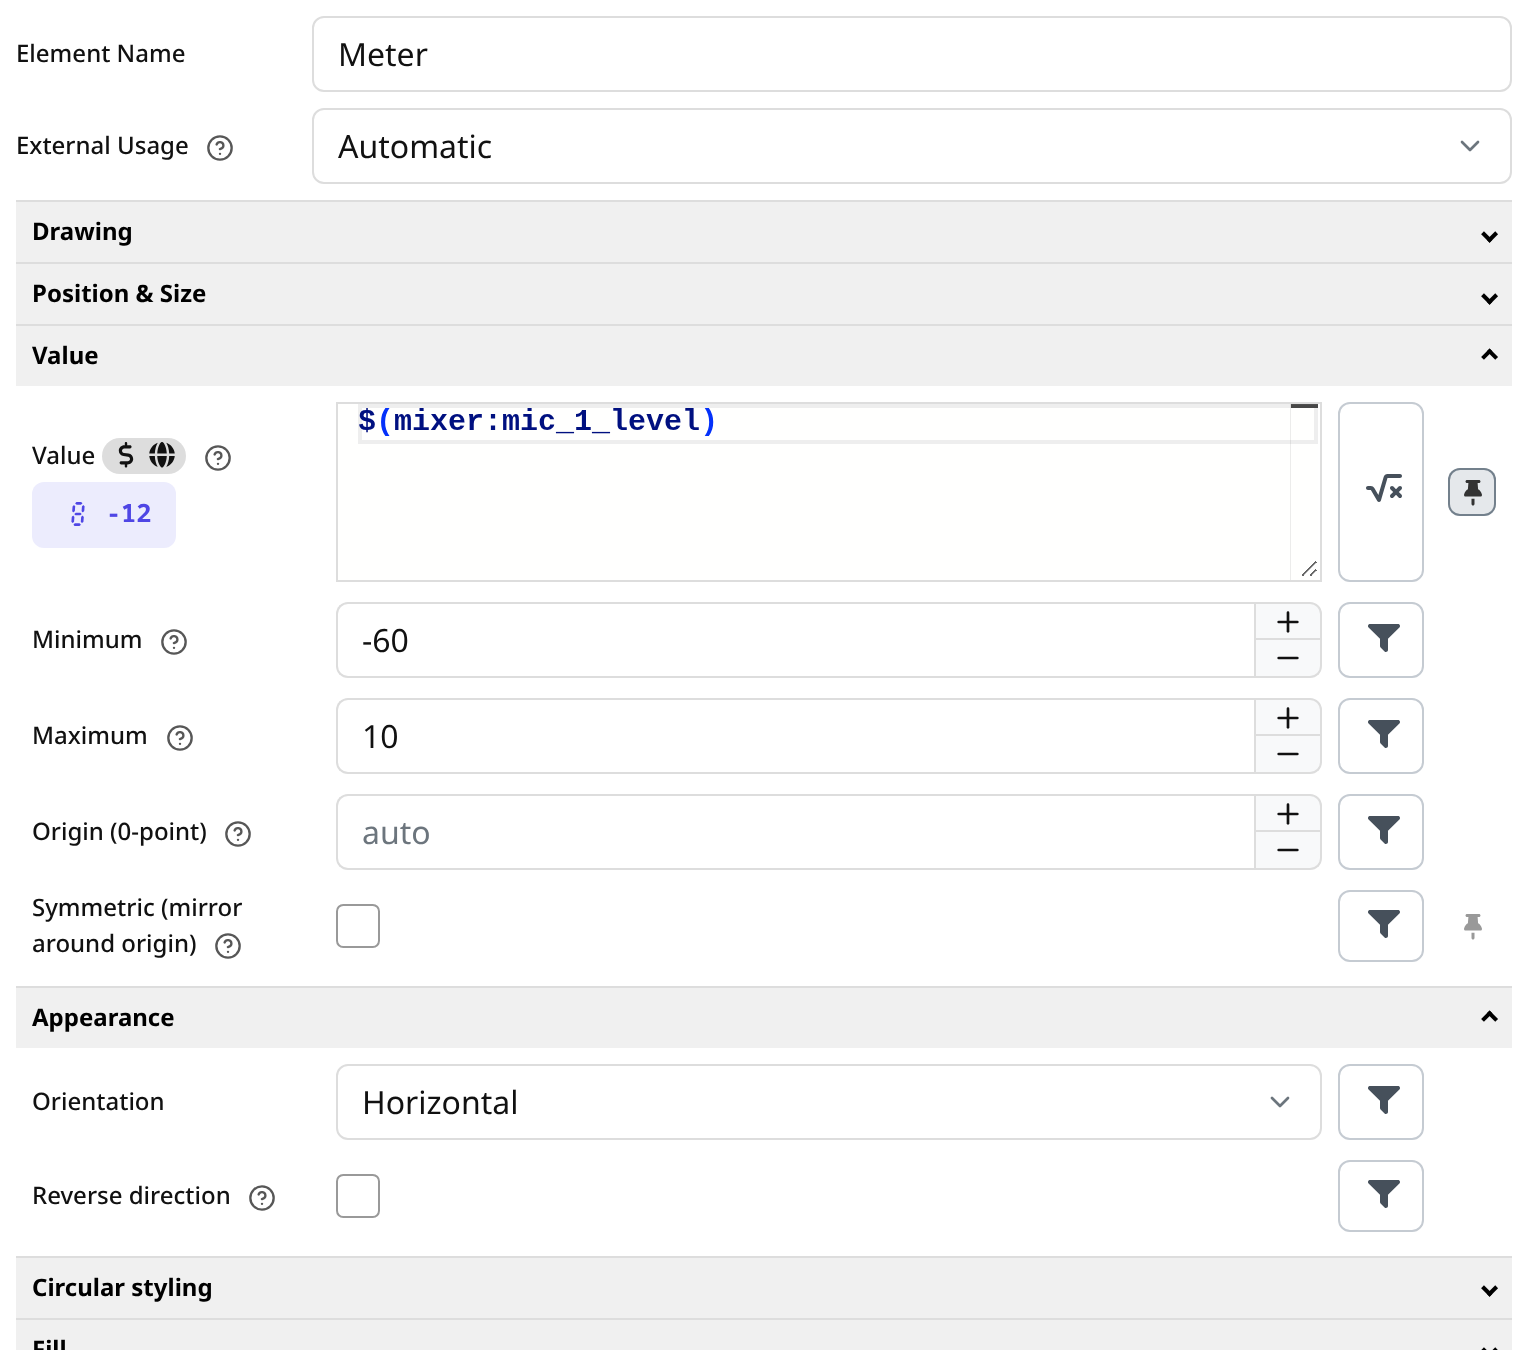 Element Name
Meter
External Usage
Automatic
Drawing
Position & Size
Value
Value $
-12
$(mixer:mic_1_level)
Minimum
-60
Maximum
10
Origin (0-point)
auto
Symmetric (mirror
around origin)
Appearance
Orientation
Horizontal
Reverse direction
Circular styling
Fill